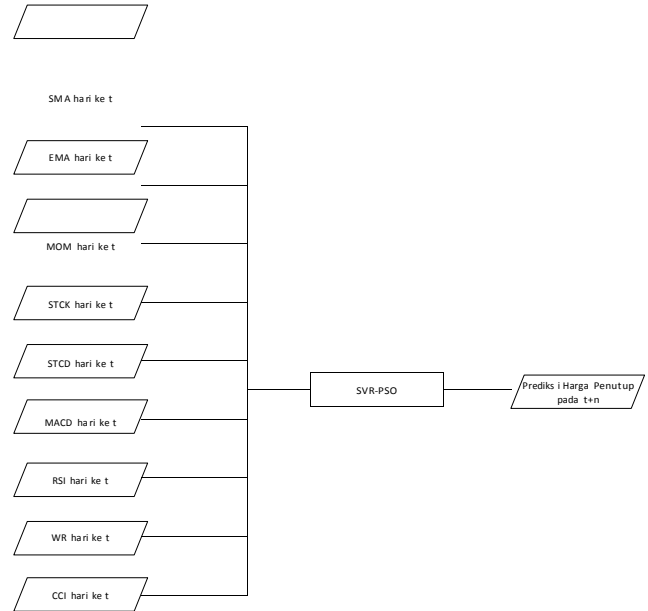 SMA hari ke t
EMA hari ke t
MOM hari ke t
STCK hari ke t
STCD hari ke t
MACD hari ke t
RSI hari ke t
WR hari ke t
CCI hari ke t
SVR-PSO
Prediksi Harga Penutup
pada t+n